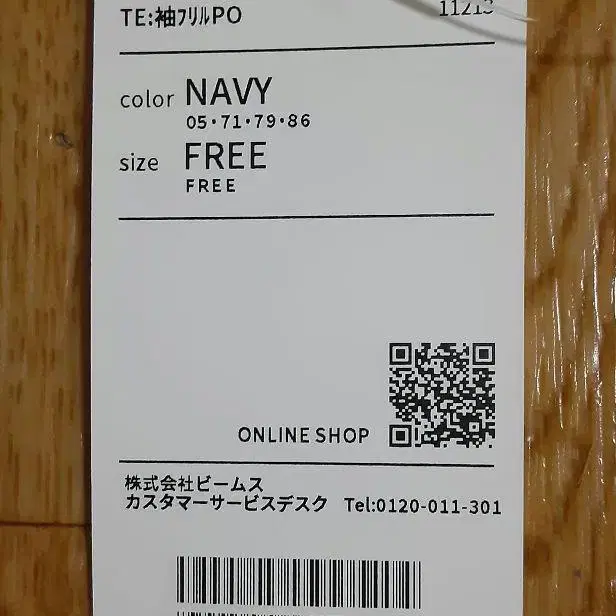 TE:袖ﾌﾘﾙPO
color NAVY
05・71・79・86
size FREE
FREE
ONLINE SHOP
株式会社ビームス
カスタマーサービスデスク Tel:0120-011-301